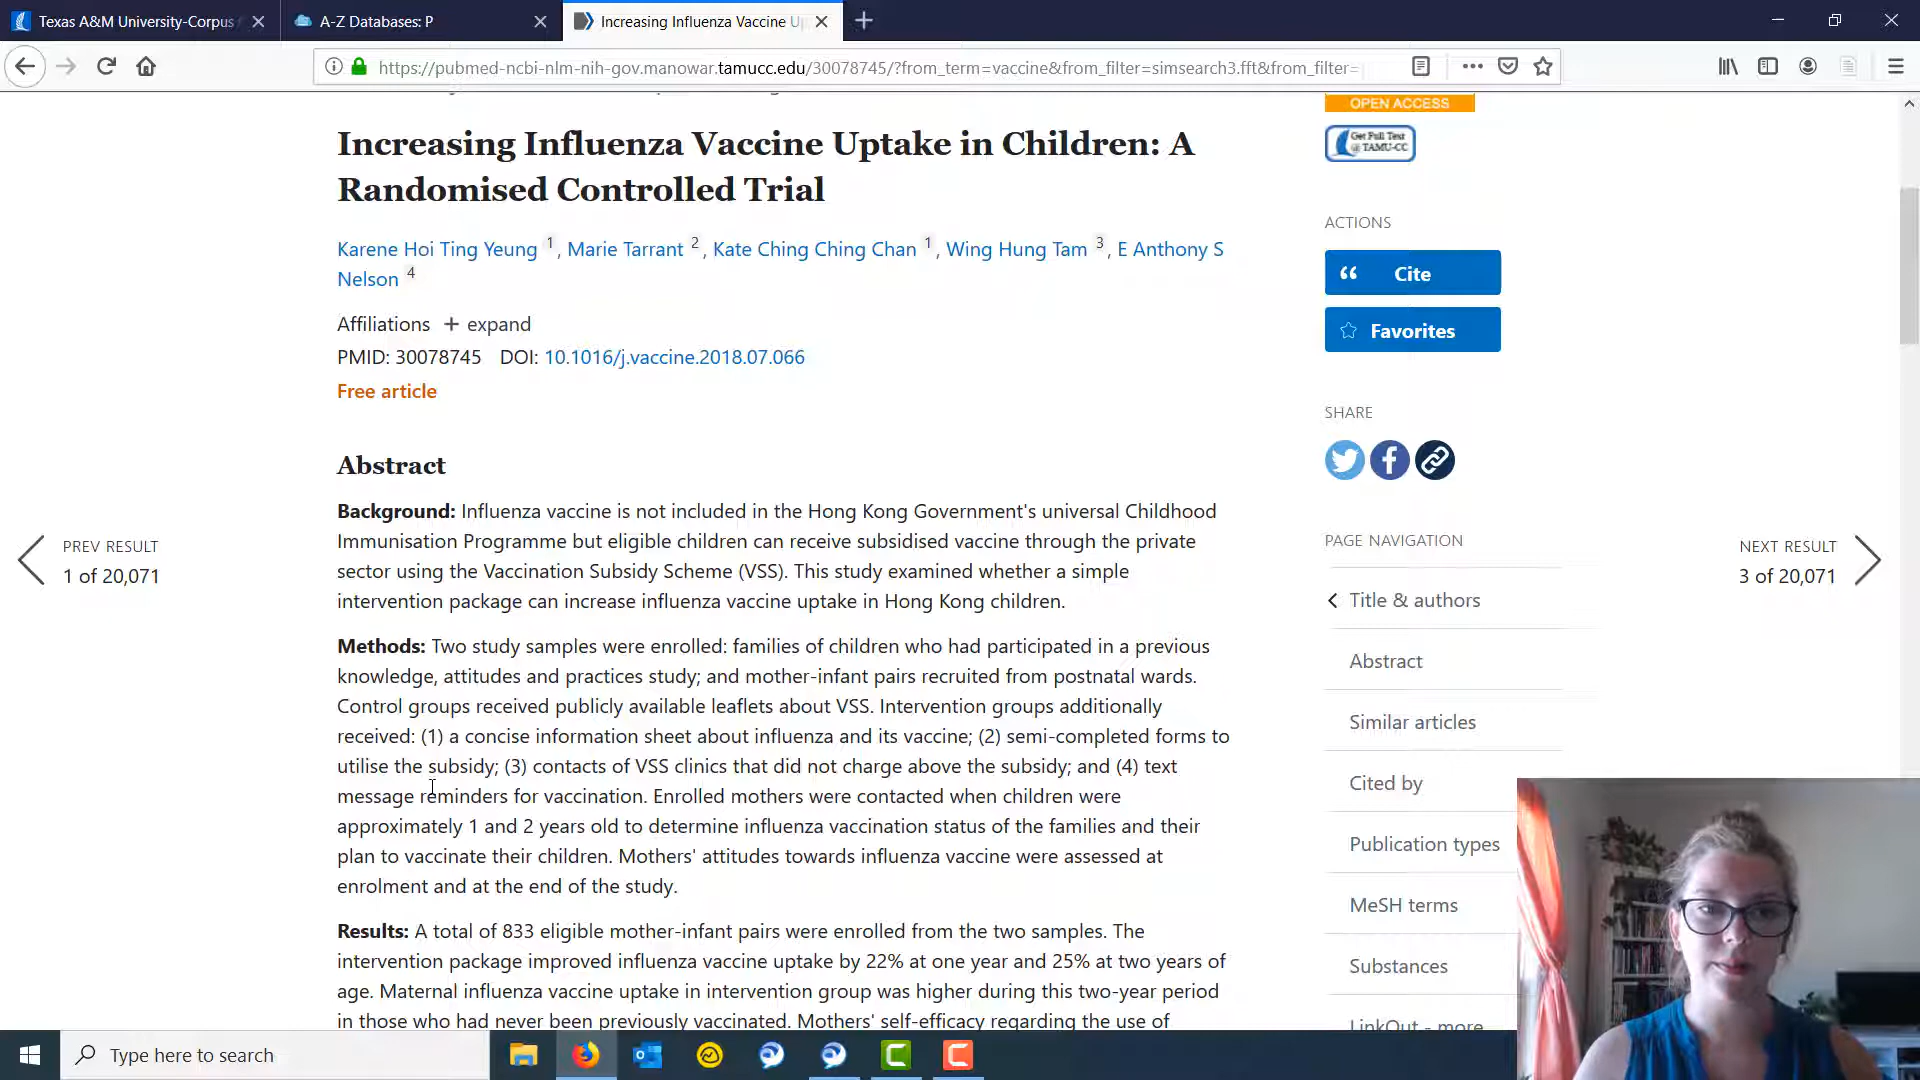 Texas A&M University-Corpus
A-Z Databases: P
Increasing Influenza Vaccine U
https://pubmed-ncbi-nlm-nih-gov.manowar.tamucc.edu/30078745/?from_term=vaccine&from_filter=simsearch3.fft&from_filter=
OPEN ACCESS
Get Full Text
@ TAMU-CC
Increasing Influenza Vaccine Uptake in Children: A
Randomised Controlled Trial
Karene Hoi Ting Yeung 1, Marie Tarrant 2, Kate Ching Ching Chan 1, Wing Hung Tam 3, E Anthony S
Nelson 4
Affiliations + expand
PMID: 30078745 DOI: 10.1016/j.vaccine.2018.07.066
Free article
Abstract
Background: Influenza vaccine is not included in the Hong Kong Government's universal Childhood
Immunisation Programme but eligible children can receive subsidised vaccine through the private
sector using the Vaccination Subsidy Scheme (VSS). This study examined whether a simple
intervention package can increase influenza vaccine uptake in Hong Kong children.
Methods: Two study samples were enrolled: families of children who had participated in a previous
knowledge, attitudes and practices study; and mother-infant pairs recruited from postnatal wards.
Control groups received publicly available leaflets about VSS. Intervention groups additionally
received: (1) a concise information sheet about influenza and its vaccine; (2) semi-completed forms to
utilise the subsidy; (3) contacts of VSS clinics that did not charge above the subsidy; and (4) text
message reminders for vaccination. Enrolled mothers were contacted when children were
approximately 1 and 2 years old to determine influenza vaccination status of the families and their
plan to vaccinate their children. Mothers' attitudes towards influenza vaccine were assessed at
enrolment and at the end of the study.
Results: A total of 833 eligible mother-infant pairs were enrolled from the two samples. The
intervention package improved influenza vaccine uptake by 22% at one year and 25% at two years of
age. Maternal influenza vaccine uptake in intervention group was higher during this two-year period
in those who had never been previously vaccinated. Mothers' self-efficacy regarding the use of
PREV RESULT
1 of 20,071
NEXT RESULT
3 of 20,071
ACTIONS
Cite
Favorites
SHARE
PAGE NAVIGATION
Title & authors
Abstract
Similar articles
Cited by
Publication types
MeSH terms
Substances
LinkOut - more
Type here to search